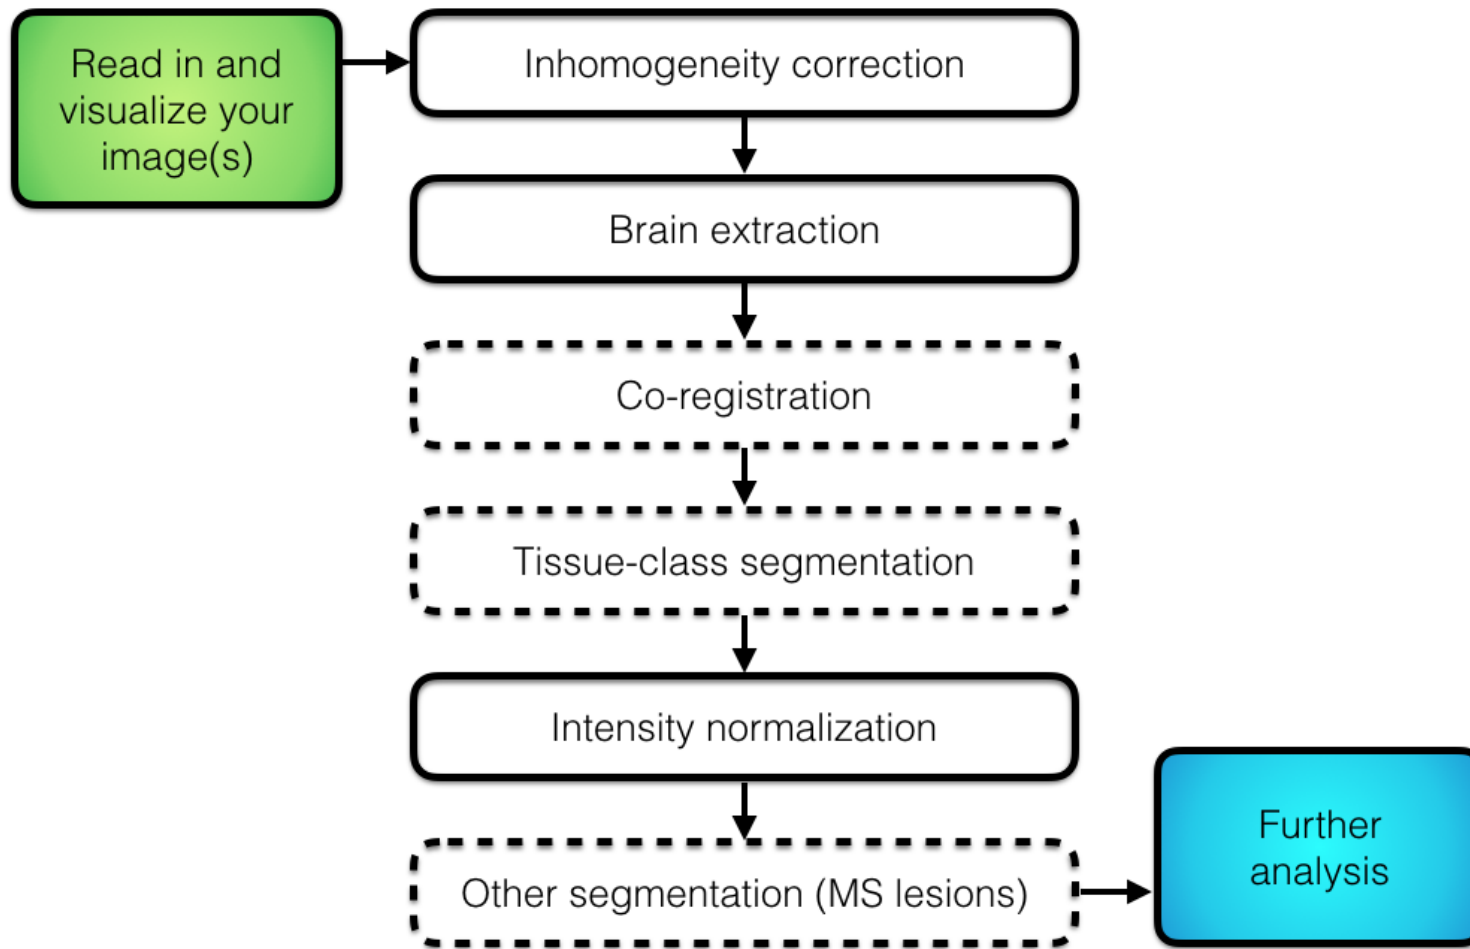 Read in and
visualize your
image(s)
Inhomogeneity correction
Brain extraction
Co-registration
Tissue-class segmentation
Intensity normalization
Other segmentation (MS lesions)
Further
analysis